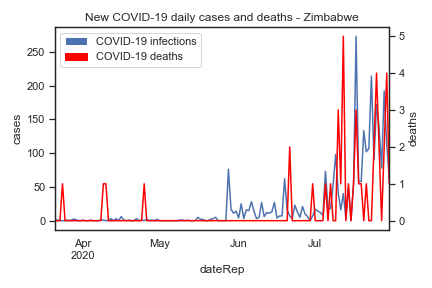 New COVID-19 daily cases and deaths - Zimbabwe
COVID-19 infections
COVID-19 deaths
cases
250
200
150
100
50
0
deaths
5
4
3
2
1
0
Apr
2020
May
Jun
Jul
dateRep